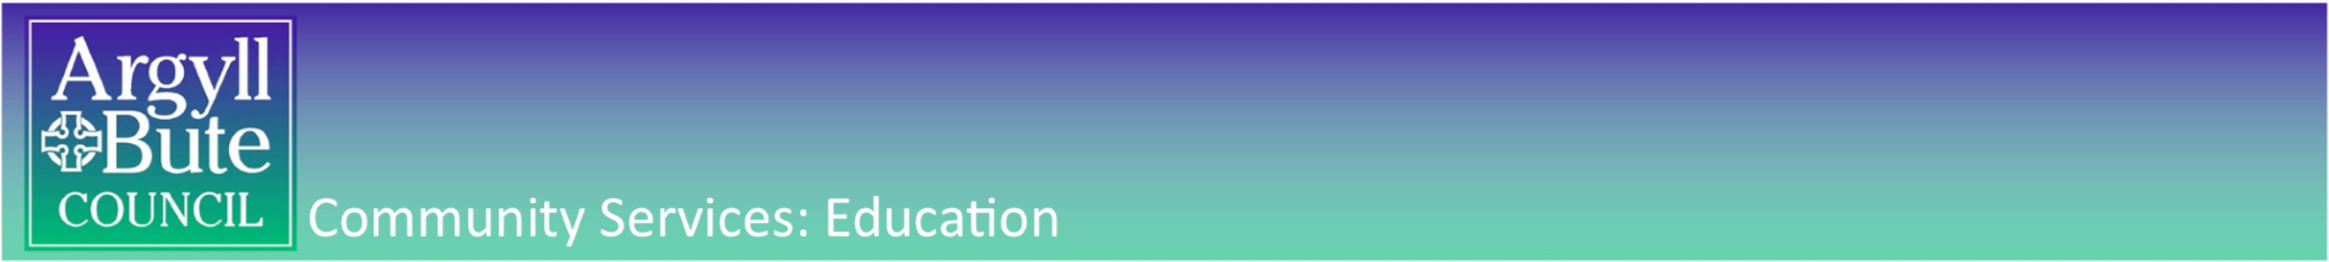 Argyll
Bute
COUNCIL
Community Services: Education